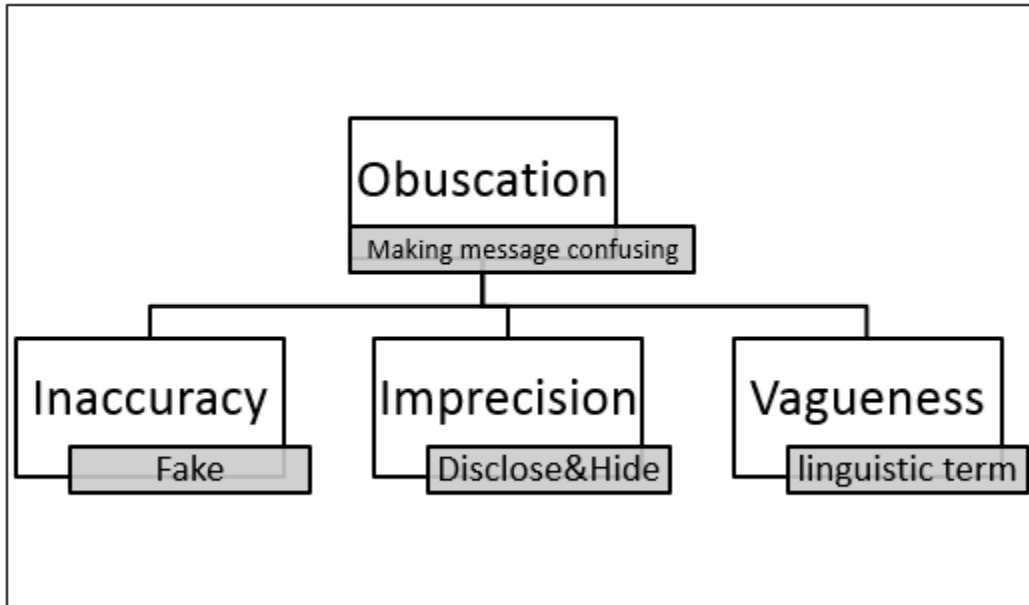 Obuscation
Making message confusing
Inaccuracy
Fake
Imprecision
Disclose&Hide
Vagueness
linguistic term